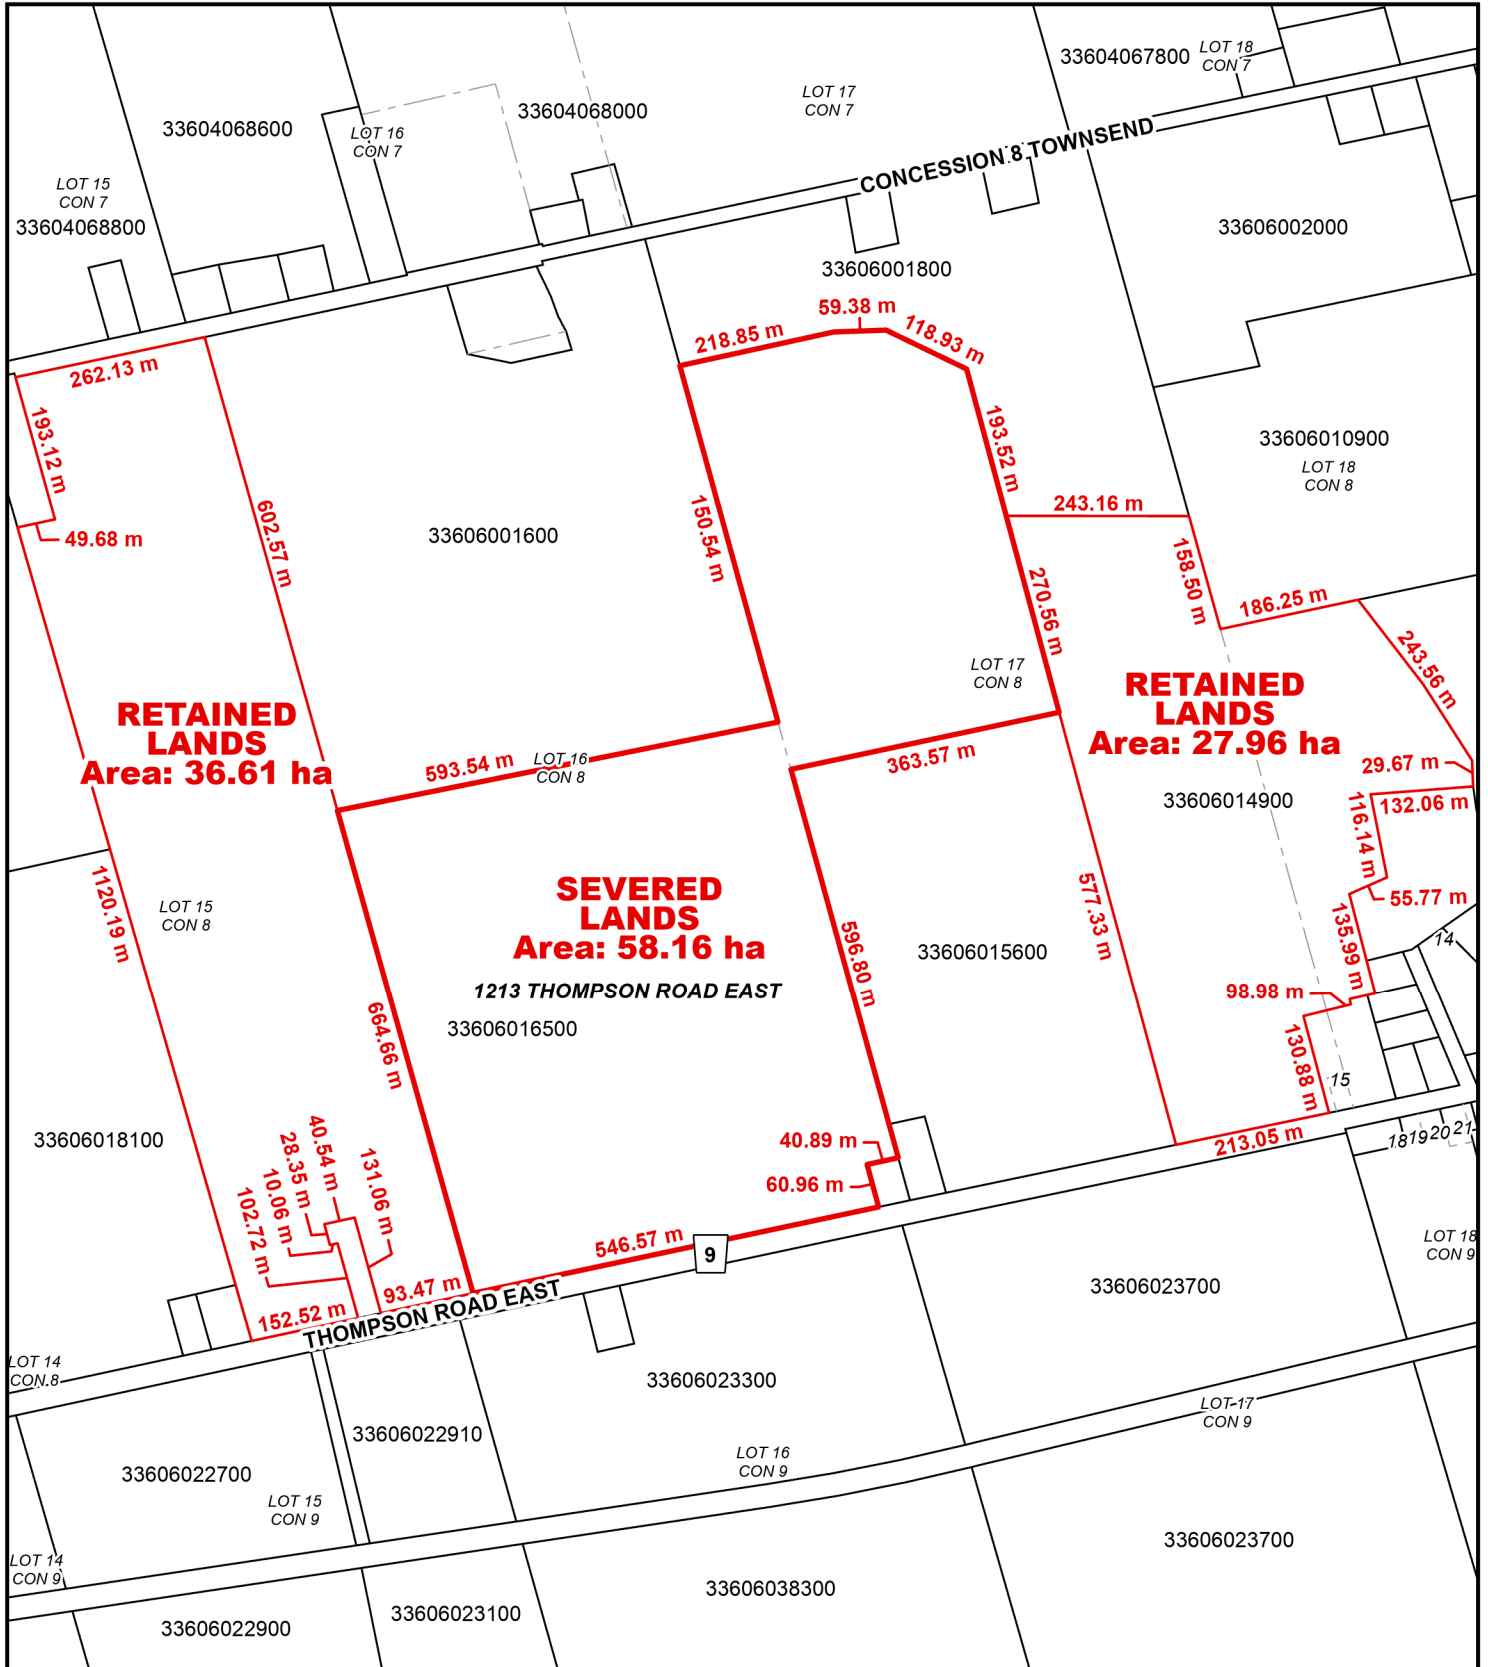 33604067800
LOT 18
CON 7
LOT 17
CON 7
33604068000
33604068600
LOT 16
CON 7
CONCESSION 8 TOWNSEND
LOT 15
CON 7
33604068800
33606002000
33606001800
59.38 m
218.85 m
118.93 m
262.13 m
193.12 m
193.52 m
33606010900
LOT 18
CON 8
49.68 m
602.57 m
33606001600
150.54 m
243.16 m
158.50 m
270.56 m
186.25 m
243.56 m
LOT 17
CON 8
RETAINED
LANDS
Area: 36.61 ha
RETAINED
LANDS
Area: 27.96 ha
593.54 m
LOT 16
CON 8
363.57 m
29.67 m
33606014900
132.06 m
116.14 m
55.77 m
1120.19 m
LOT 15
CON 8
SEVERED
LANDS
Area: 58.16 ha
1213 THOMPSON ROAD EAST
33606016500
664.66 m
596.80 m
33606015600
577.33 m
135.99 m
14
98.98 m
130.88 m
15
33606018100
40.54 m
28.35 m
10.06 m
102.72 m
131.06 m
40.89 m
60.96 m
213.05 m
18
19
20
21
546.57 m
9
93.47 m
152.52 m
THOMPSON ROAD EAST
LOT 18
CON 9
33606023700
LOT 14
CON 8
33606023300
LOT 17
CON 9
33606022910
LOT 16
CON 9
33606022700
LOT 15
CON 9
LOT 14
CON 9
33606023700
33606038300
33606023100
33606022900